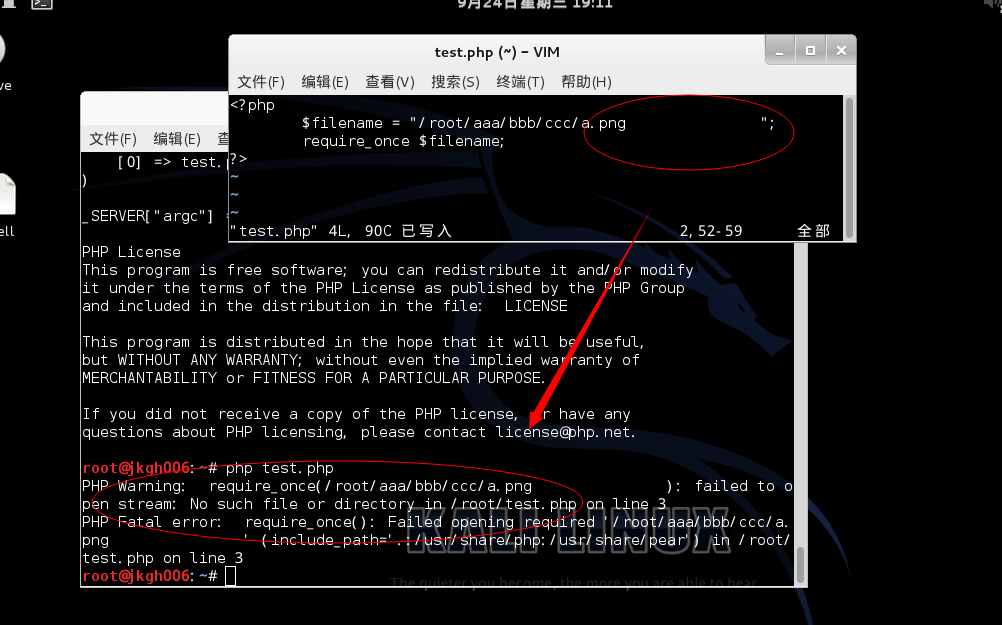 9月24日星期三 19:11
ve
ell
test.php (~) - VIM
文件(F) 编辑(E) 查看(V) 搜索(S) 终端(T) 帮助(H)
<?php
$filename = "/root/aaa/bbb/ccc/a.png               ";
require_once $filename;
?>
~
~
~
"test.php" 4L, 90C 已写入 2,52-59 全部
文件(F) 编辑(E) 查
[0] => test.
)
_SERVER["argc"] =
PHP License
This program is free software; you can redistribute it and/or modify
it under the terms of the PHP License as published by the PHP Group
and included in the distribution in the file:  LICENSE
This program is distributed in the hope that it will be useful,
but WITHOUT ANY WARRANTY; without even the implied warranty of
MERCHANTABILITY or FITNESS FOR A PARTICULAR PURPOSE.
If you did not receive a copy of the PHP license, or have any
questions about PHP licensing, please contact license@php.net.
root@jkgh006:~# php test.php
PHP Warning:  require_once(/root/aaa/bbb/ccc/a.png               ): failed to o
pen stream: No such file or directory in /root/test.php on line 3
PHP Fatal error:  require_once(): Failed opening required '/root/aaa/bbb/ccc/a.
png               ' (include_path='.:/usr/share/php:/usr/share/pear') in /root/
test.php on line 3
root@jkgh006:~#
KALI LINUX
The quieter you become, the more you are able to hear